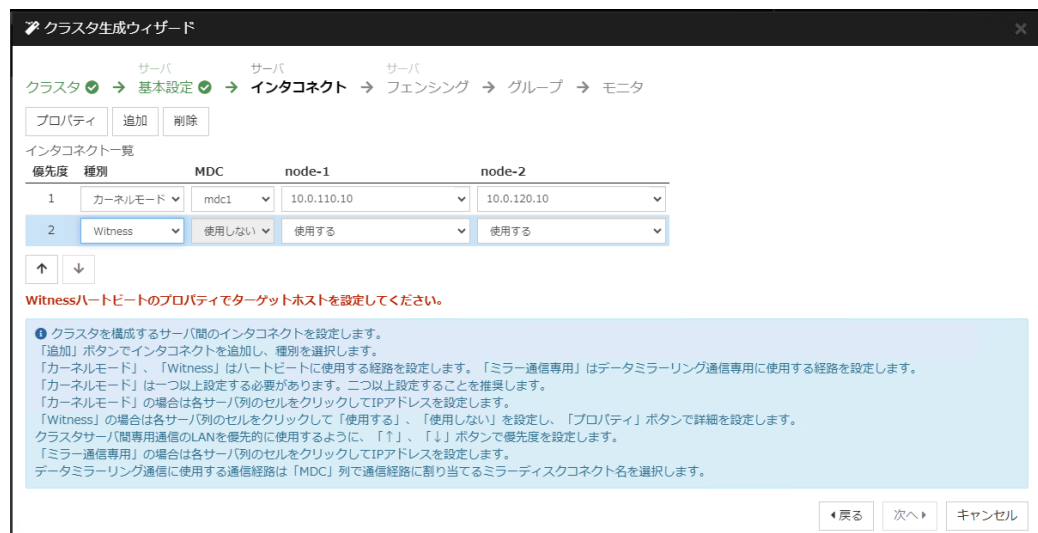 クラスタ生成ウィザード
サーバ サーバ サーバ
クラスタ → 基本設定 → インタコネクト → フェンシング → グループ → モニタ
プロパティ 追加 削除
インタコネクト一覧
優先度 種別 MDC node-1 node-2
1 カーネルモード mdc1 10.0.110.10 10.0.120.10
2 Witness 使用しない 使用する 使用する
↑ ↓
Witnessハートビートのプロパティでターゲットホストを設定してください。
クラスタを構成するサーバ間のインタコネクトを設定します。
「追加」ボタンでインタコネクトを追加し、種別を選択します。
「カーネルモード」、「Witness」はハートビートに使用する経路を設定します。「ミラー通信専用」はデータミラーリング通信専用に使用する経路を設定します。
「カーネルモード」は一つ以上設定する必要があります。二つ以上設定することを推奨します。
「カーネルモード」の場合は各サーバ列のセルをクリックしてIPアドレスを設定します。
「Witness」の場合は各サーバ列のセルをクリックして「使用する」、「使用しない」を設定し、「プロパティ」ボタンで詳細を設定します。
クラスタサーバ間専用通信のLANを優先的に使用するように、「↑」、「↓」ボタンで優先度を設定します。
「ミラー通信専用」の場合は各サーバ列のセルをクリックしてIPアドレスを設定します。
データミラーリング通信に使用する通信経路は「MDC」列で通信経路に割り当てるミラーディスクコネクト名を選択します。
戻る 次へ キャンセル